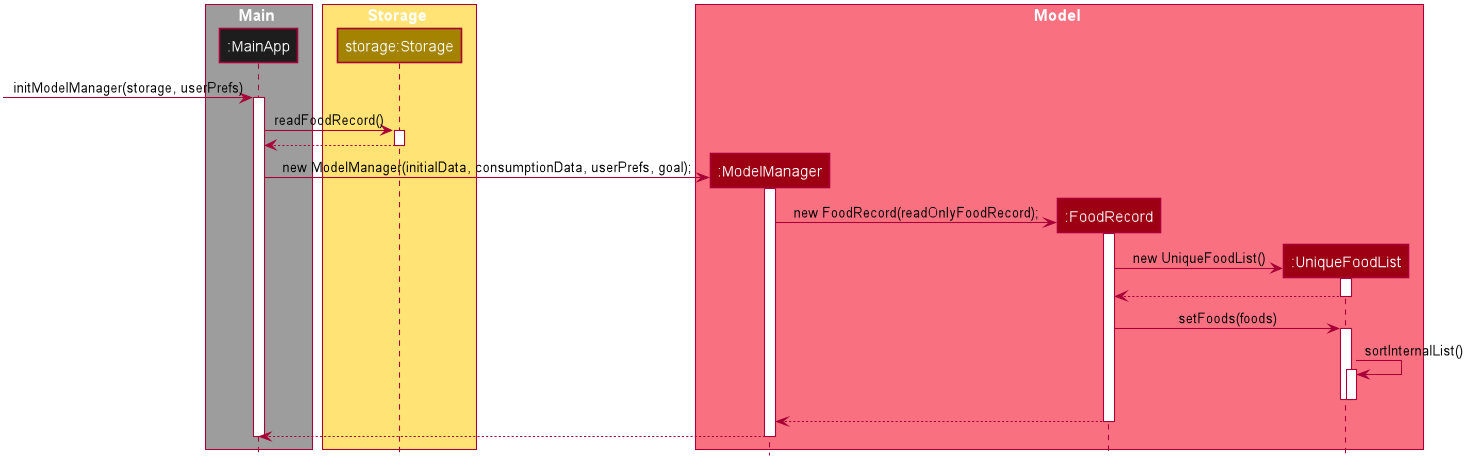 Main
Storage
Model
:MainApp
storage:Storage
initModelManager(storage, userPrefs)
readFoodRecord()
new ModelManager(initialData, consumptionData, userPrefs, goal);
:ModelManager
new FoodRecord(readOnlyFoodRecord);
:FoodRecord
new UniqueFoodList()
:UniqueFoodList
setFoods(foods)
sortInternalList()